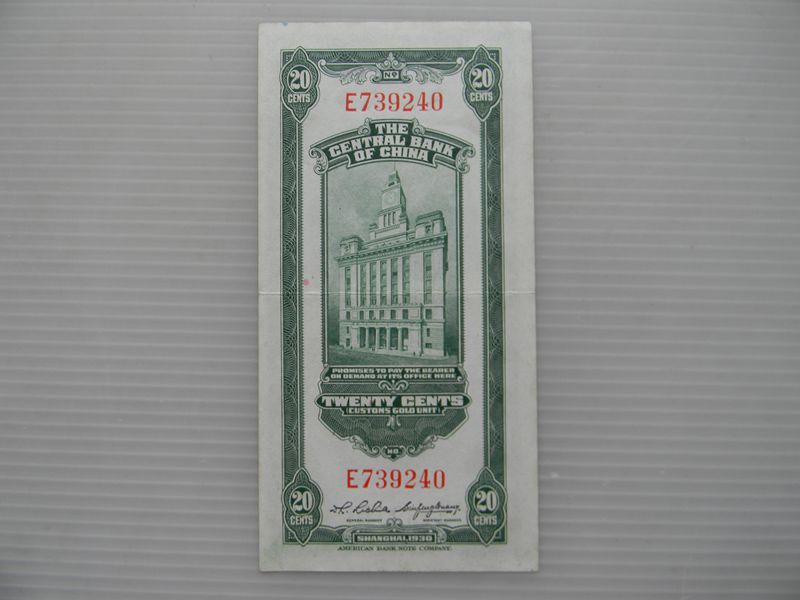 20 CENTS
Nº
20 CENTS
E739240
THE
CENTRAL BANK
OF CHINA
PROMISES TO PAY THE BEARER
ON DEMAND AT ITS OFFICE HERE
TWENTY CENTS
(CUSTOMS GOLD UNIT)
NO.
E739240
20 CENTS
20 CENTS
GENERAL MANAGER
ASSISTANT MANAGER
SHANGHAI, 1930
AMERICAN BANK NOTE COMPANY.